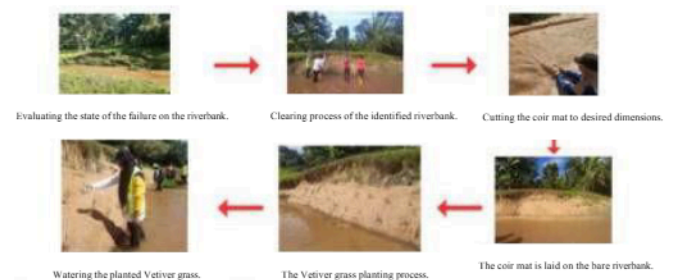 Evaluating the state of the failure on the riverbank.
Clearing process of the identified riverbank.
Cutting the coir mat to desired dimensions.
The coir mat is laid on the bare riverbank.
The Vetiver grass planting process.
Watering the planted Vetiver grass.